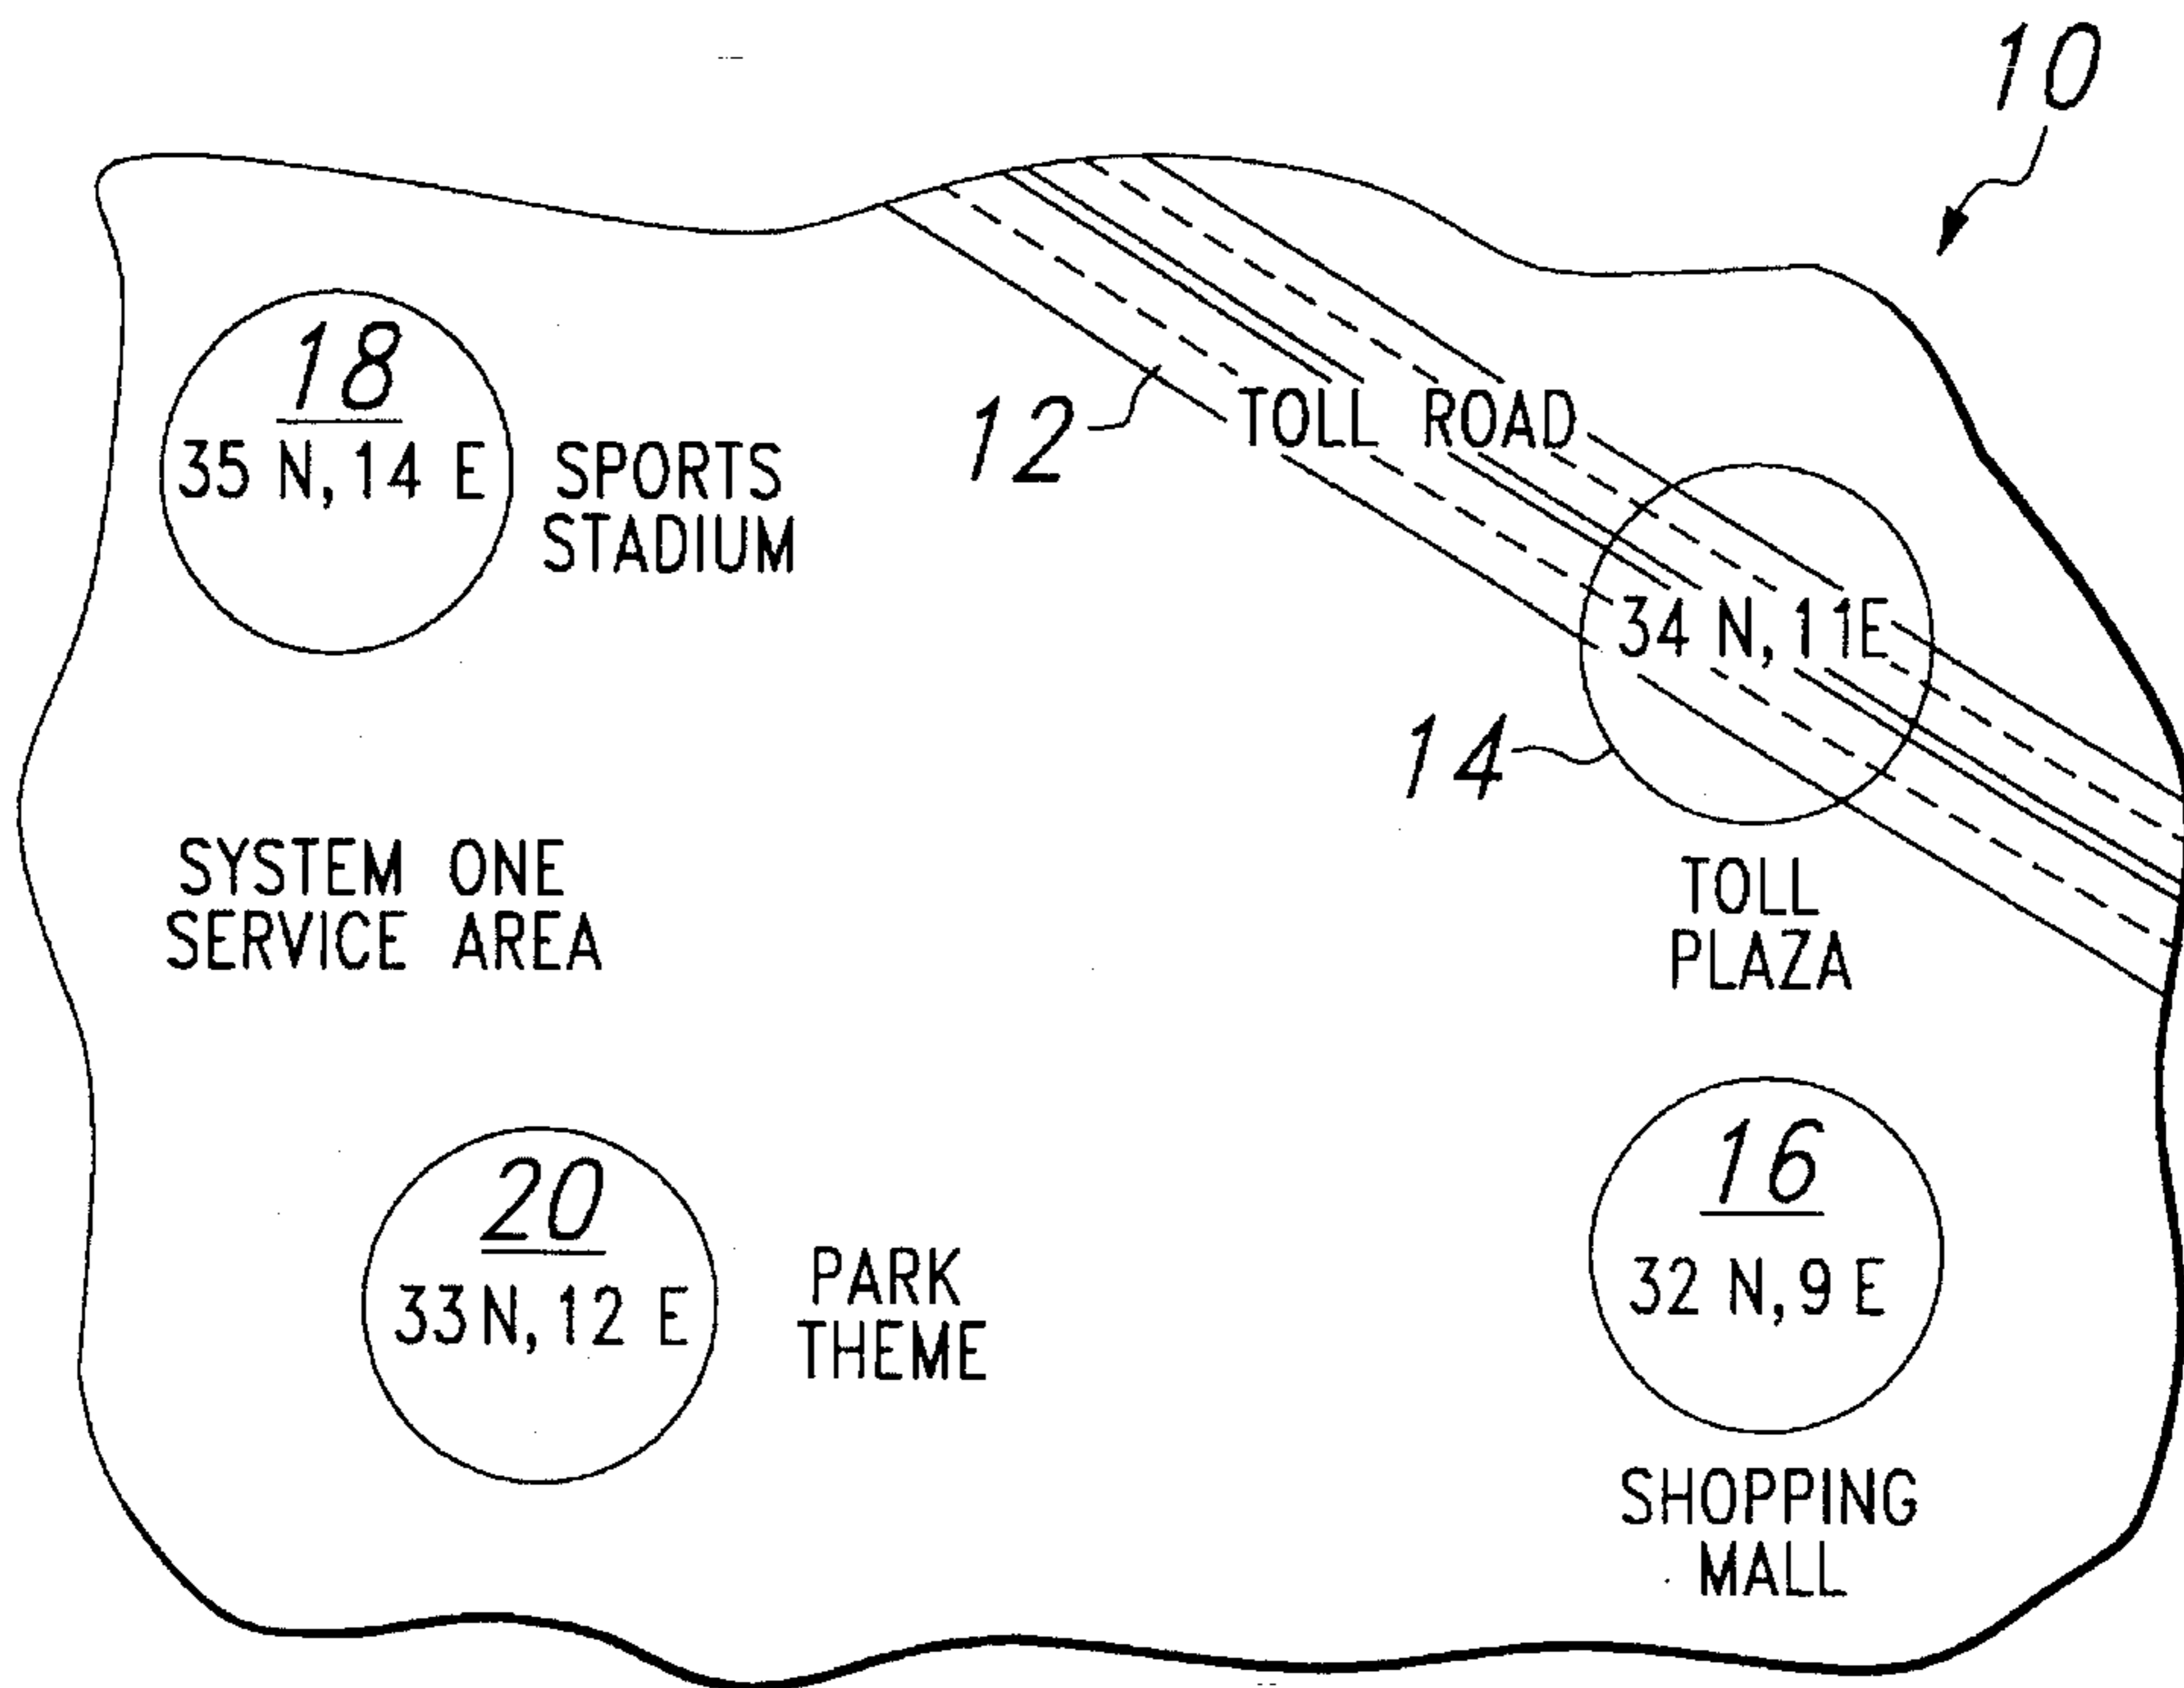 10
18
35 N, 14 E
SPORTS
STADIUM
12
TOLL ROAD
34 N, 11E
14
TOLL
PLAZA
SYSTEM ONE
SERVICE AREA
20
33 N, 12 E
PARK
THEME
16
32 N, 9 E
SHOPPING
MALL